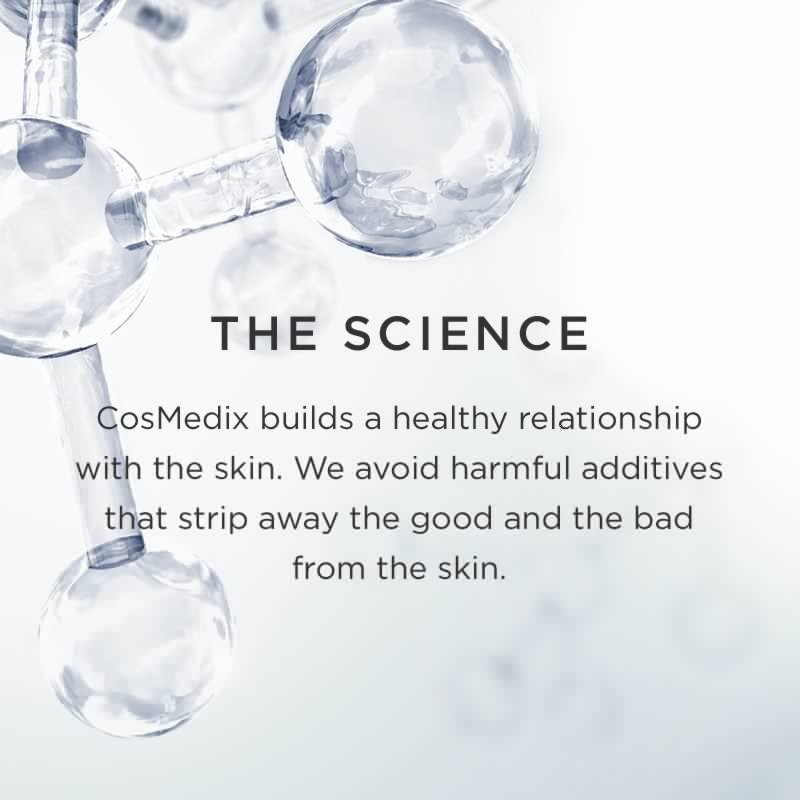 THE SCIENCE
CosMedix builds a healthy relationship
with the skin. We avoid harmful additives
that strip away the good and the bad
from the skin.